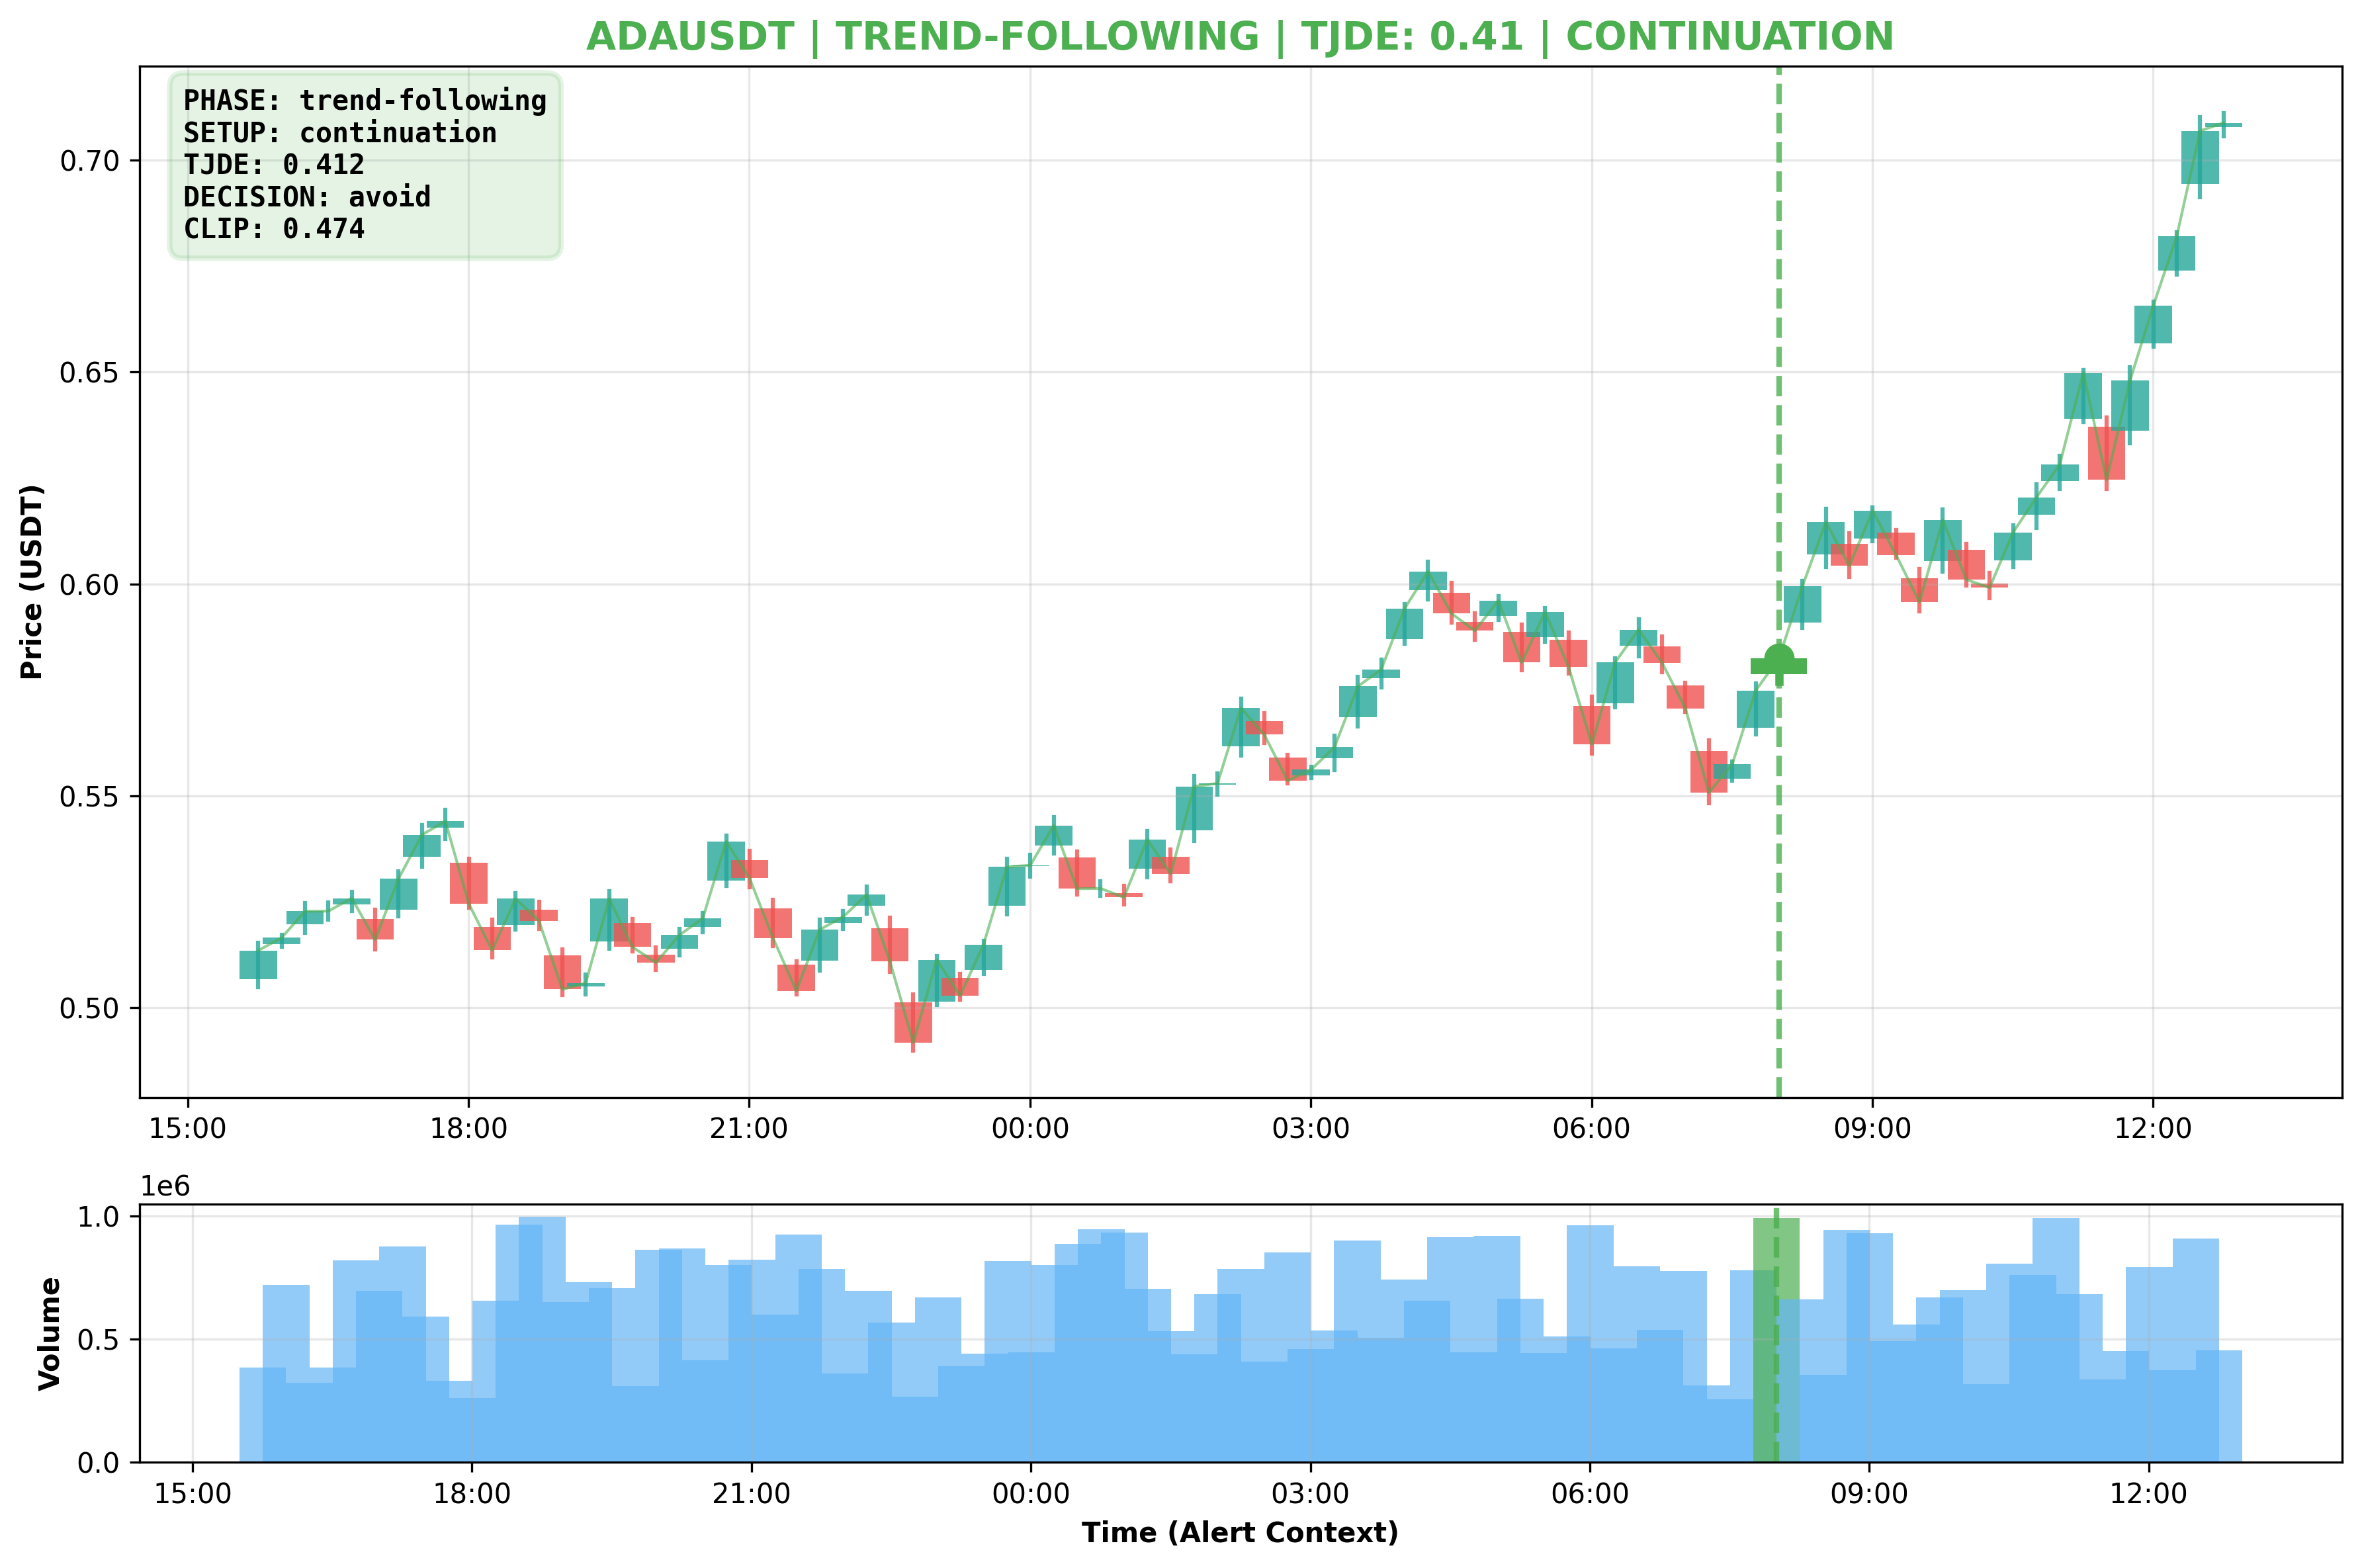 ADAUSDT | TREND-FOLLOWING | TJDE: 0.41 | CONTINUATION
PHASE: trend-following
SETUP: continuation
TJDE: 0.412
DECISION: avoid
CLIP: 0.474
Price (USDT)
0.70
0.65
0.60
0.55
0.50
15:00 18:00 21:00 00:00 03:00 06:00 09:00 12:00
1e6
Volume
1.0
0.5
0.0
15:00 18:00 21:00 00:00 03:00 06:00 09:00 12:00
Time (Alert Context)